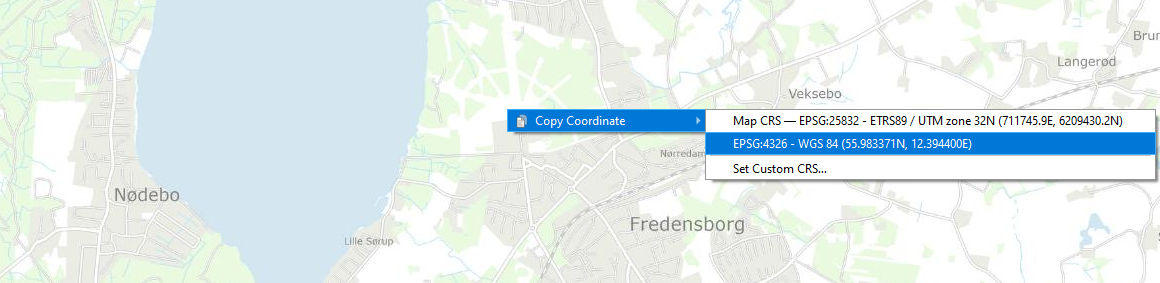 Brun
Langerød
Veksebo
Copy Coordinate
Map CRS — EPSG:25832 - ETRS89 / UTM zone 32N (711745.9E, 6209430.2N)
EPSG:4326 - WGS 84 (55.983371N, 12.394400E)
Nørredam
Set Custom CRS...
Nødebo
Fredensborg
Lille Sørup